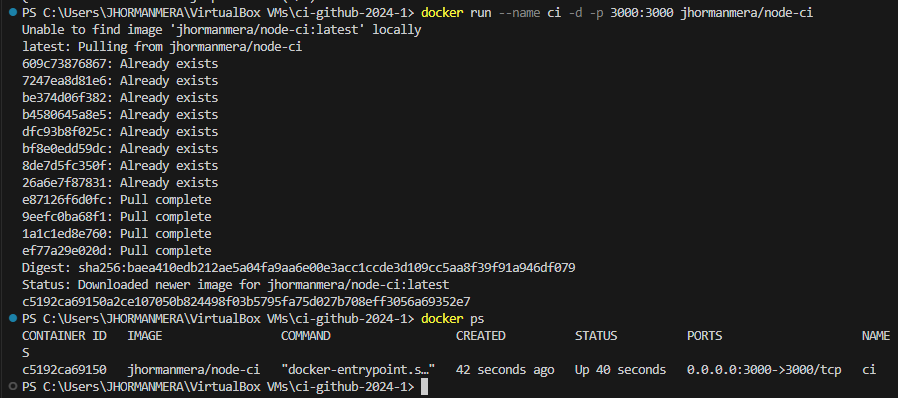 PS C:\Users\JHORMANMERA\VirtualBox VMs\ci-github-2024-1> docker run --name ci -d -p 3000:3000 jhormanmera/node-ci
Unable to find image 'jhormanmera/node-ci:latest' locally
latest: Pulling from jhormanmera/node-ci
609c73876867: Already exists
7247ea8d81e6: Already exists
be374d06f382: Already exists
b4580645a8e5: Already exists
dfc93b8f025c: Already exists
bf8e0edd59dc: Already exists
8de7d5fc350f: Already exists
26a6e7f87831: Already exists
e87126f6d0fc: Pull complete
9eefc0ba68f1: Pull complete
1a1c1ed8e760: Pull complete
ef77a29e020d: Pull complete
Digest: sha256:baea410edb212ae5a04fa9aa6e00e3acc1ccde3d109cc5aa8f39f91a946df079
Status: Downloaded newer image for jhormanmera/node-ci:latest
c5192ca69150a2ce107050b824498f03b5795fa75d027b708eff3056a69352e7
PS C:\Users\JHORMANMERA\VirtualBox VMs\ci-github-2024-1> docker ps
CONTAINER ID   IMAGE                 COMMAND                  CREATED          STATUS          PORTS                    NAME
S
c5192ca69150   jhormanmera/node-ci   "docker-entrypoint.s…"   42 seconds ago   Up 40 seconds   0.0.0.0:3000->3000/tcp   ci
PS C:\Users\JHORMANMERA\VirtualBox VMs\ci-github-2024-1>